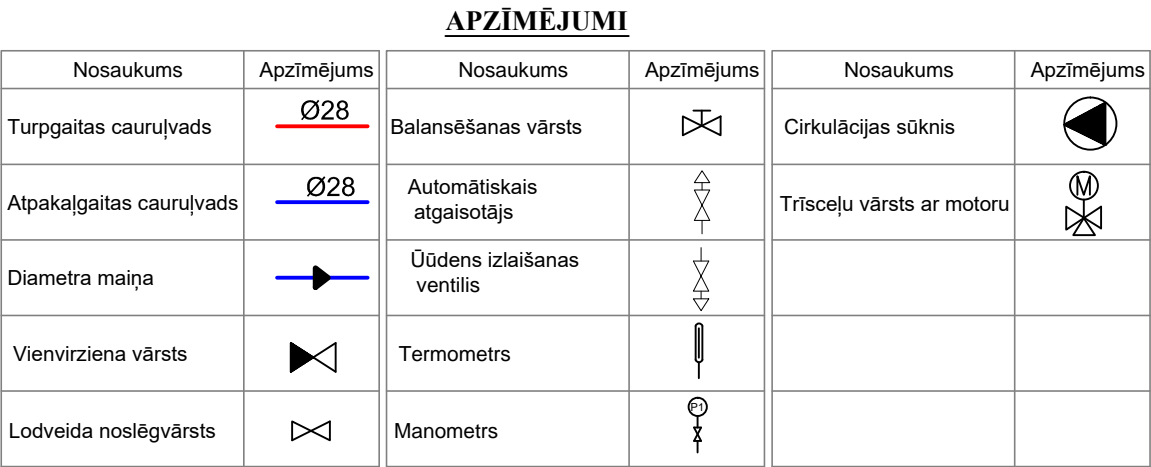 APZĪMĒJUMI
Nosaukums Apzīmējums Nosaukums Apzīmējums Nosaukums Apzīmējums
Turpgaitas cauruļvads Ø28 Balansēšanas vārsts Cirkulācijas sūknis
Atpakaļgaitas cauruļvads Ø28 Automātiskais
atgaisotājs Trīsceļu vārsts ar motoru M
Diametra maiņa Ūūdens izlaišanas
ventilis
Vienvirziena vārsts Termometrs
Lodveida noslēgvārsts Manometrs P1